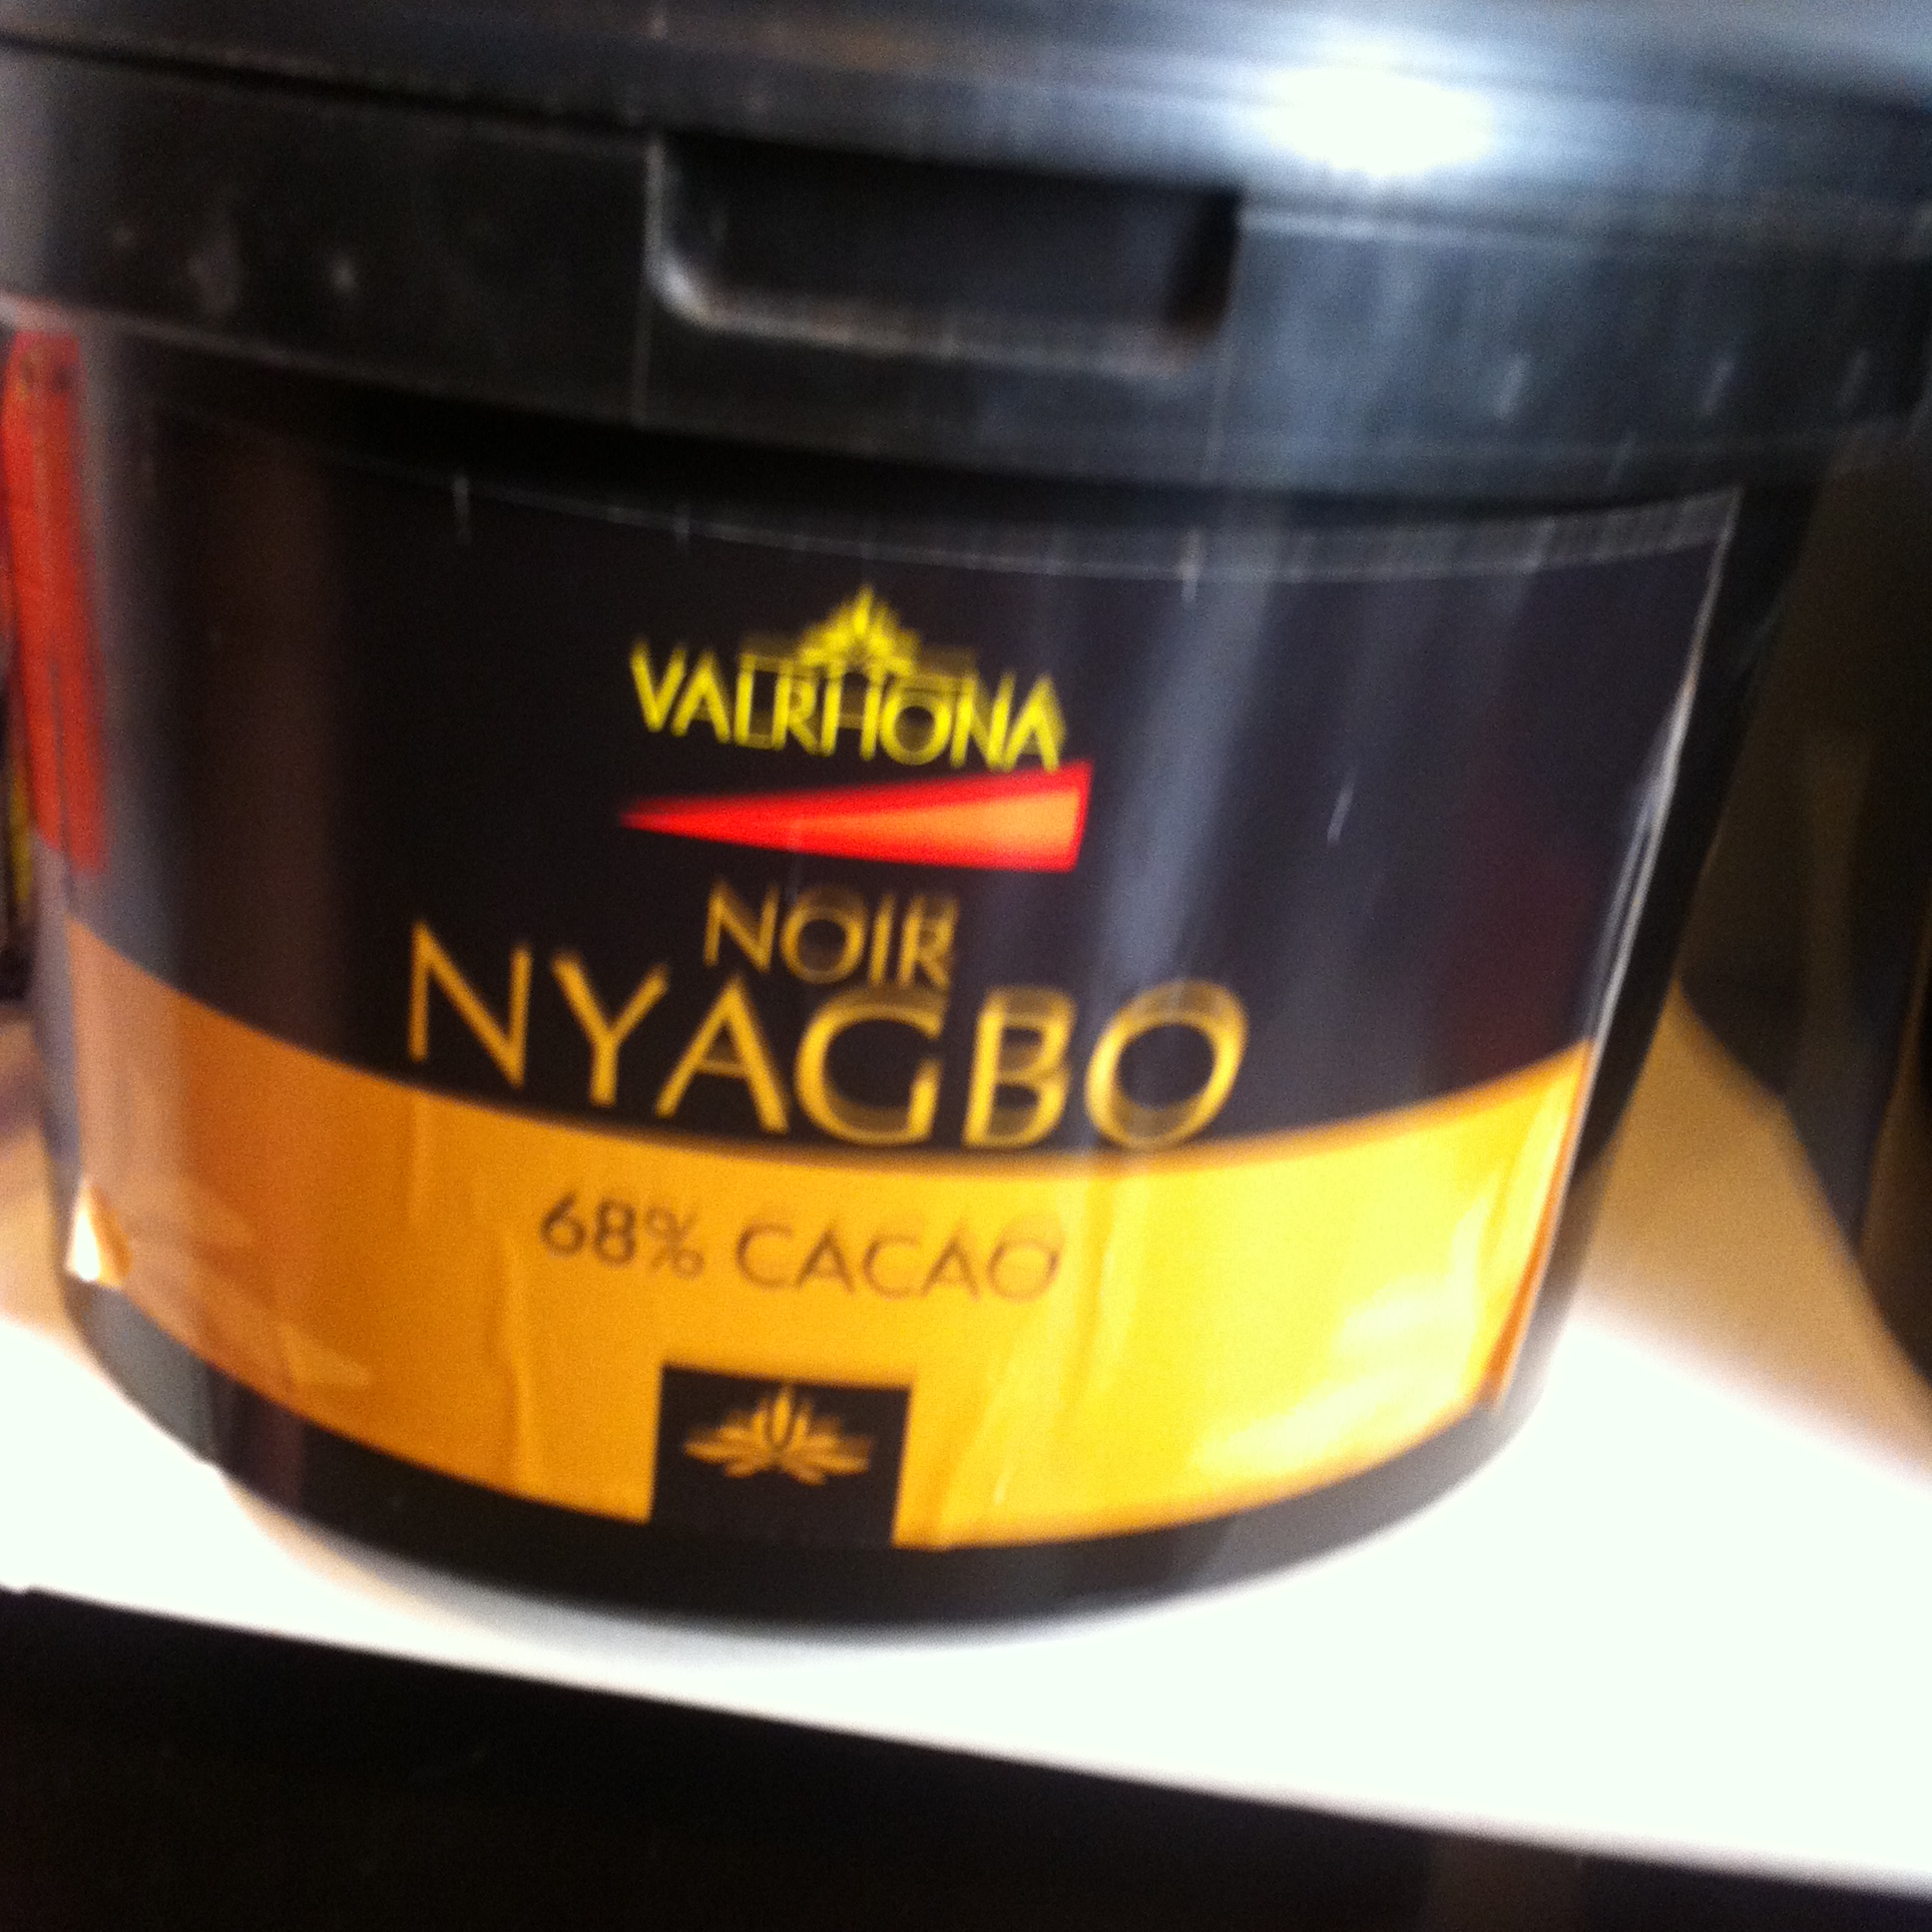 VALRHONA
NOIR
NYAGBO
68% CACAO